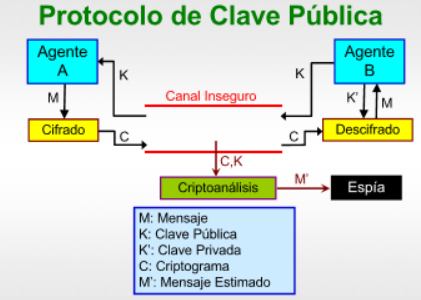 Protocolo de Clave Pública
Agente
A
Agente
B
K
K
Canal Inseguro
M
K'
M
Cifrado
C
C
Descifrado
C,K
Criptoanálisis
M'
Espía
M: Mensaje
K: Clave Pública
K': Clave Privada
C: Criptograma
M': Mensaje Estimado